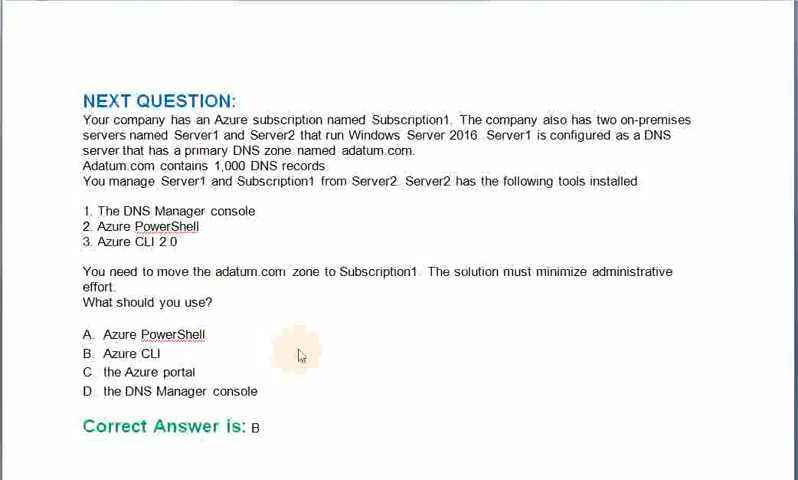 NEXT QUESTION:
Your company has an Azure subscription named Subscription1. The company also has two on-premises
servers named Server1 and Server2 that run Windows Server 2016. Server1 is configured as a DNS
server that has a primary DNS zone named adatum.com.
Adatum.com contains 1,000 DNS records.
You manage Server1 and Subscription1 from Server2. Server2 has the following tools installed
1. The DNS Manager console
2. Azure PowerShell
3. Azure CLI 2.0
You need to move the adatum.com zone to Subscription1. The solution must minimize administrative
effort.
What should you use?
A. Azure PowerShell
B. Azure CLI
C. the Azure portal
D. the DNS Manager console
Correct Answer is: B